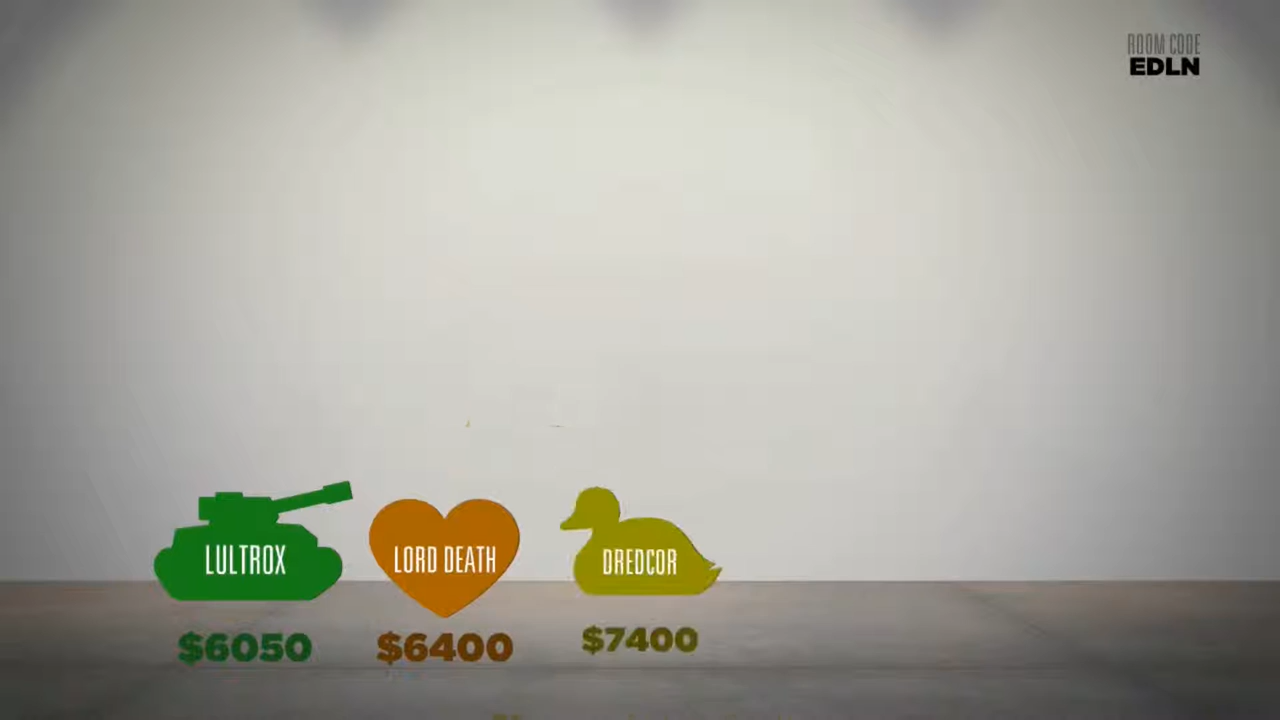 ROOM CODE
EDLN
LULTROX
LORD DEATH
DREDCOR
$6050
$6400
$7400